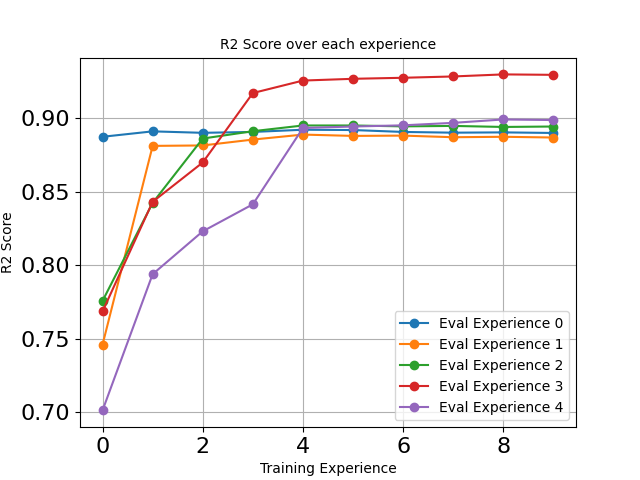 R2 Score over each experience
0.90
0.85
0.80
0.75
0.70
R2 Score
0 2 4 6 8
Training Experience
Eval Experience 0
Eval Experience 1
Eval Experience 2
Eval Experience 3
Eval Experience 4